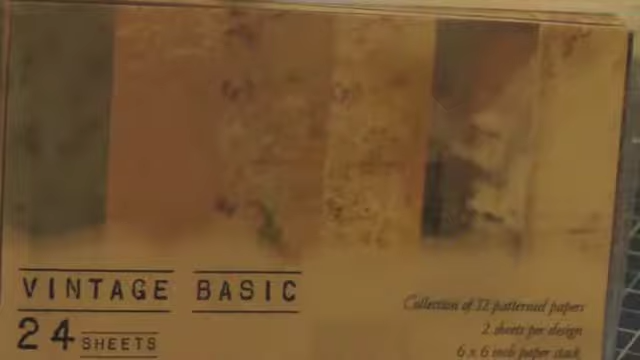 VINTAGE BASIC
24 SHEETS
Collection of 12 patterned papers
2 sheets per design
6 x 6 inch paper stack